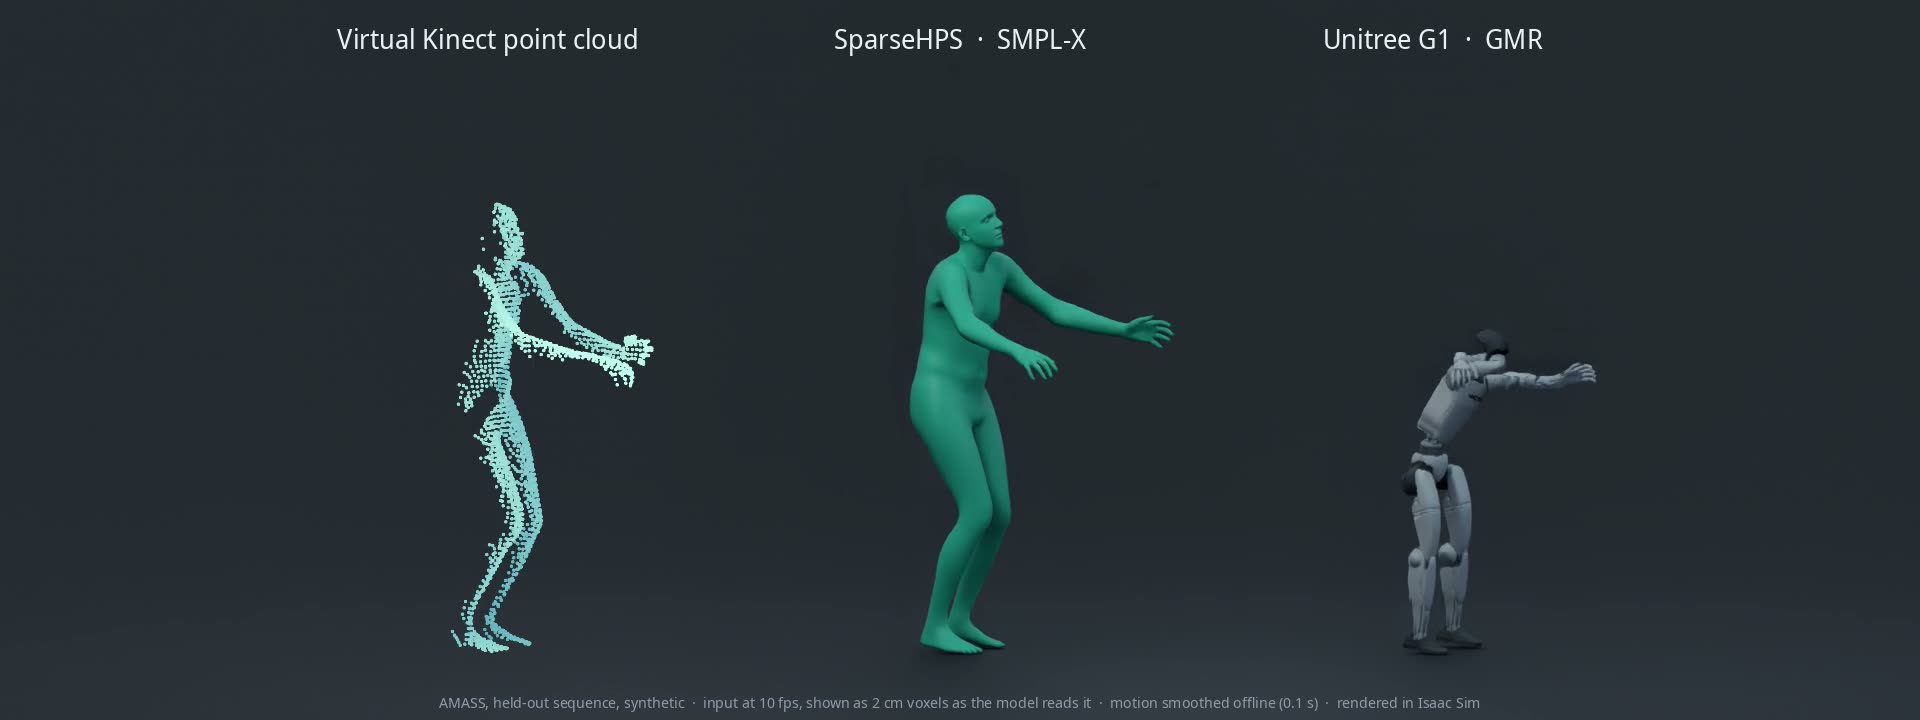 Virtual Kinect point cloud
SparseHPS · SMPL-X
Unitree G1 · GMR
AMASS, held-out sequence, synthetic · input at 10 fps, shown as 2 cm voxels as the model reads it · motion smoothed offline (0.1 s) · rendered in Isaac Sim